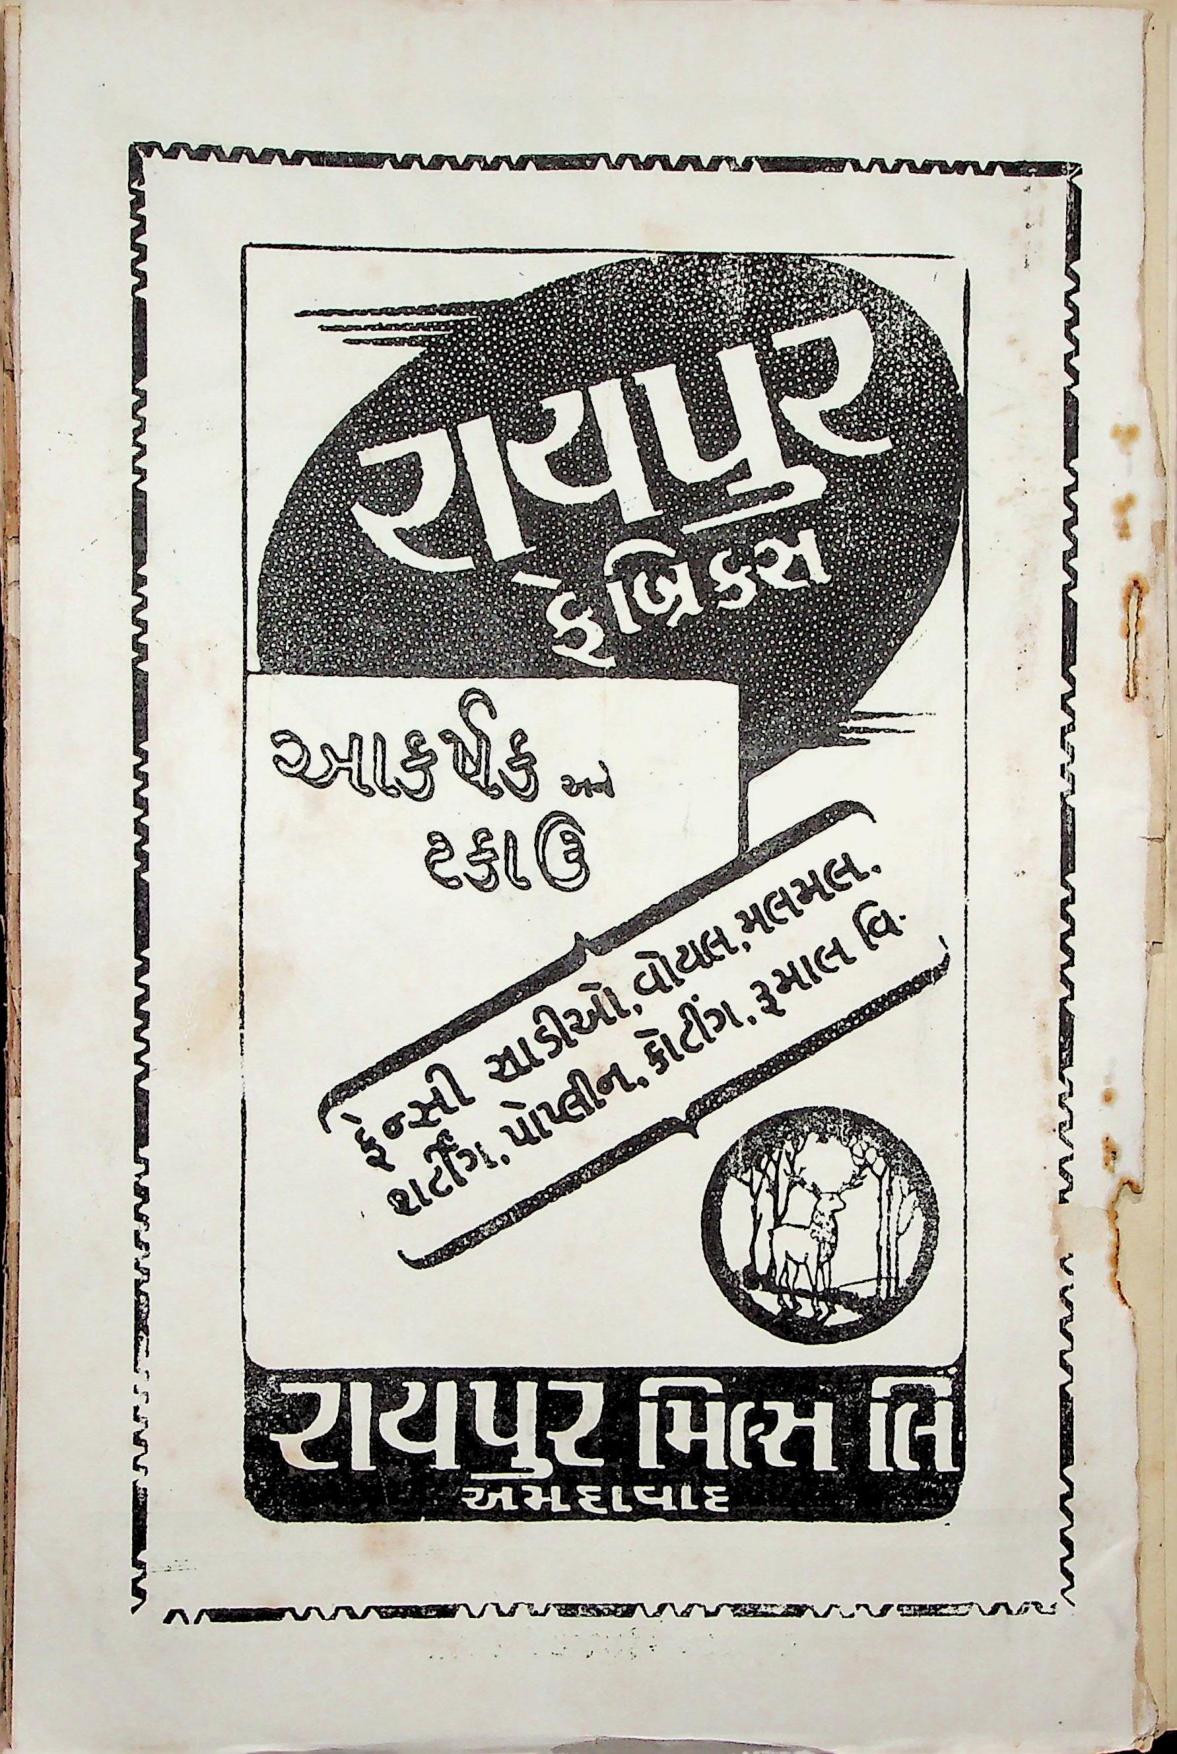 રાયપુર
ફેબ્રિક્સ
આકર્ષક અને
ટકાઉ
ફેન્સી સાડીઓ, વોયલ, મલમલ,
શર્ટીંગ, પોપ્લીન, કોટીંગ, રૂમાલ વિ.
રાયપુર મિલ્સ લિ
અમદાવાદ